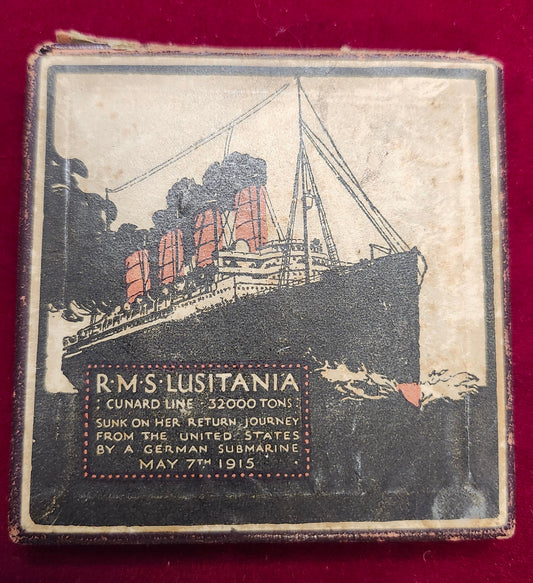 R·M·S·LUSITANIA
: CUNARD LINE · 32000 TONS :
SUNK ON HER RETURN JOURNEY
FROM THE UNITED STATES
BY A GERMAN SUBMARINE
MAY 7TH 1915